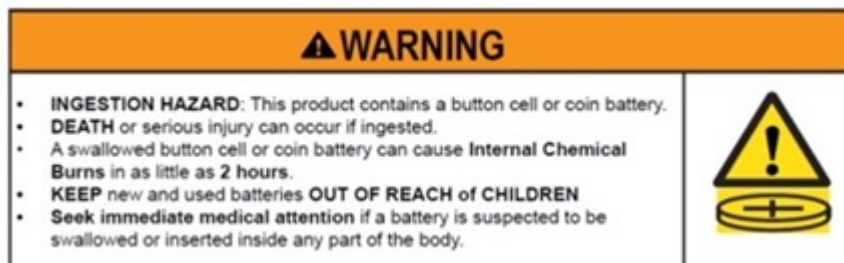 WARNING
• INGESTION HAZARD: This product contains a button cell or coin battery.
• DEATH or serious injury can occur if ingested.
• A swallowed button cell or coin battery can cause Internal Chemical
Burns in as little as 2 hours.
• KEEP new and used batteries OUT OF REACH of CHILDREN
• Seek immediate medical attention if a battery is suspected to be
swallowed or inserted inside any part of the body.